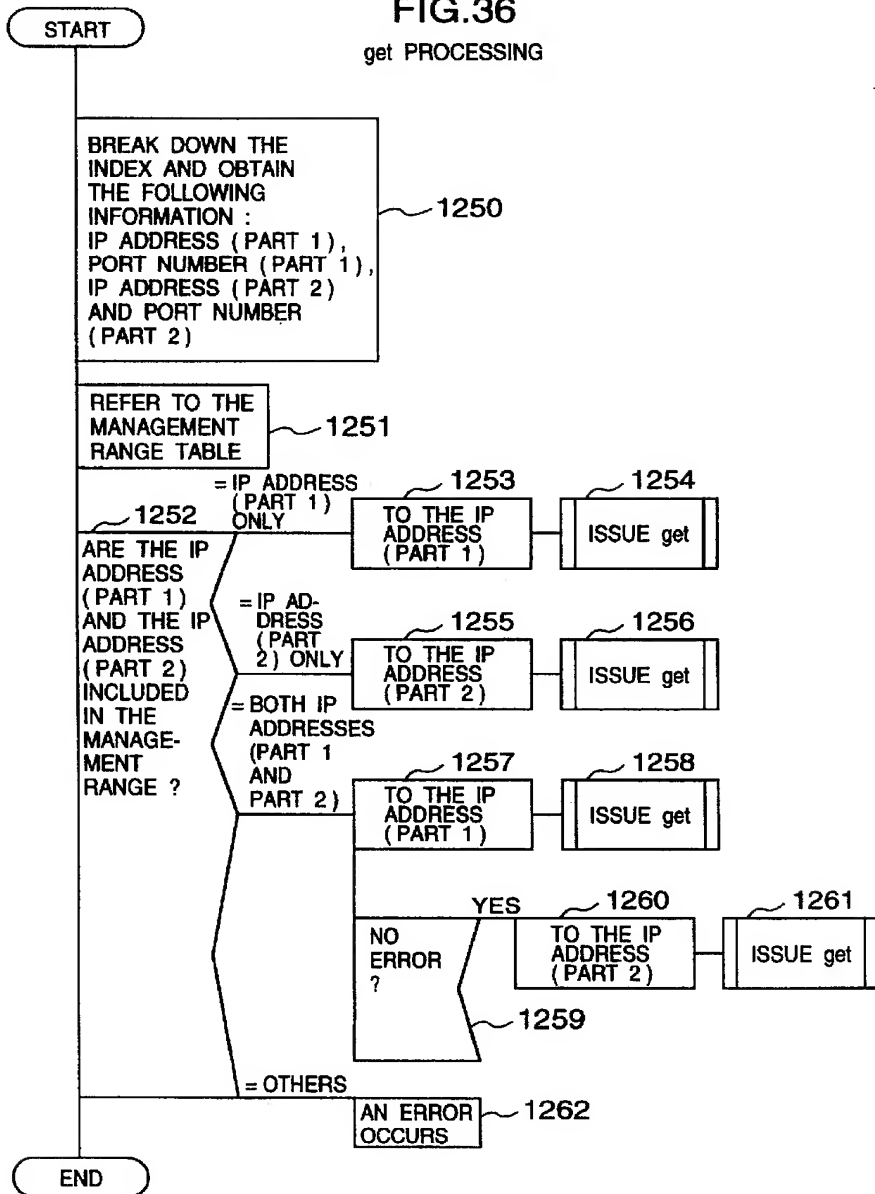 FIG.36
get PROCESSING
START
BREAK DOWN THE
INDEX AND OBTAIN
THE FOLLOWING
INFORMATION :
IP ADDRESS (PART 1),
PORT NUMBER (PART 1),
IP ADDRESS (PART 2)
AND PORT NUMBER
(PART 2)
1250
REFER TO THE
MANAGEMENT
RANGE TABLE
1251
1252
ARE THE IP
ADDRESS
(PART 1)
AND THE IP
ADDRESS
(PART 2)
INCLUDED
IN THE
MANAGE-
MENT
RANGE ?
= IP ADDRESS
(PART 1)
ONLY
1253
TO THE IP
ADDRESS
(PART 1)
1254
ISSUE get
= IP AD-
DRESS
(PART
2) ONLY
1255
TO THE IP
ADDRESS
(PART 2)
1256
ISSUE get
= BOTH IP
ADDRESSES
(PART 1
AND
PART 2)
1257
TO THE IP
ADDRESS
(PART 1)
1258
ISSUE get
NO
ERROR
?
YES
1259
1260
TO THE IP
ADDRESS
(PART 2)
1261
ISSUE get
= OTHERS
AN ERROR
OCCURS
1262
END